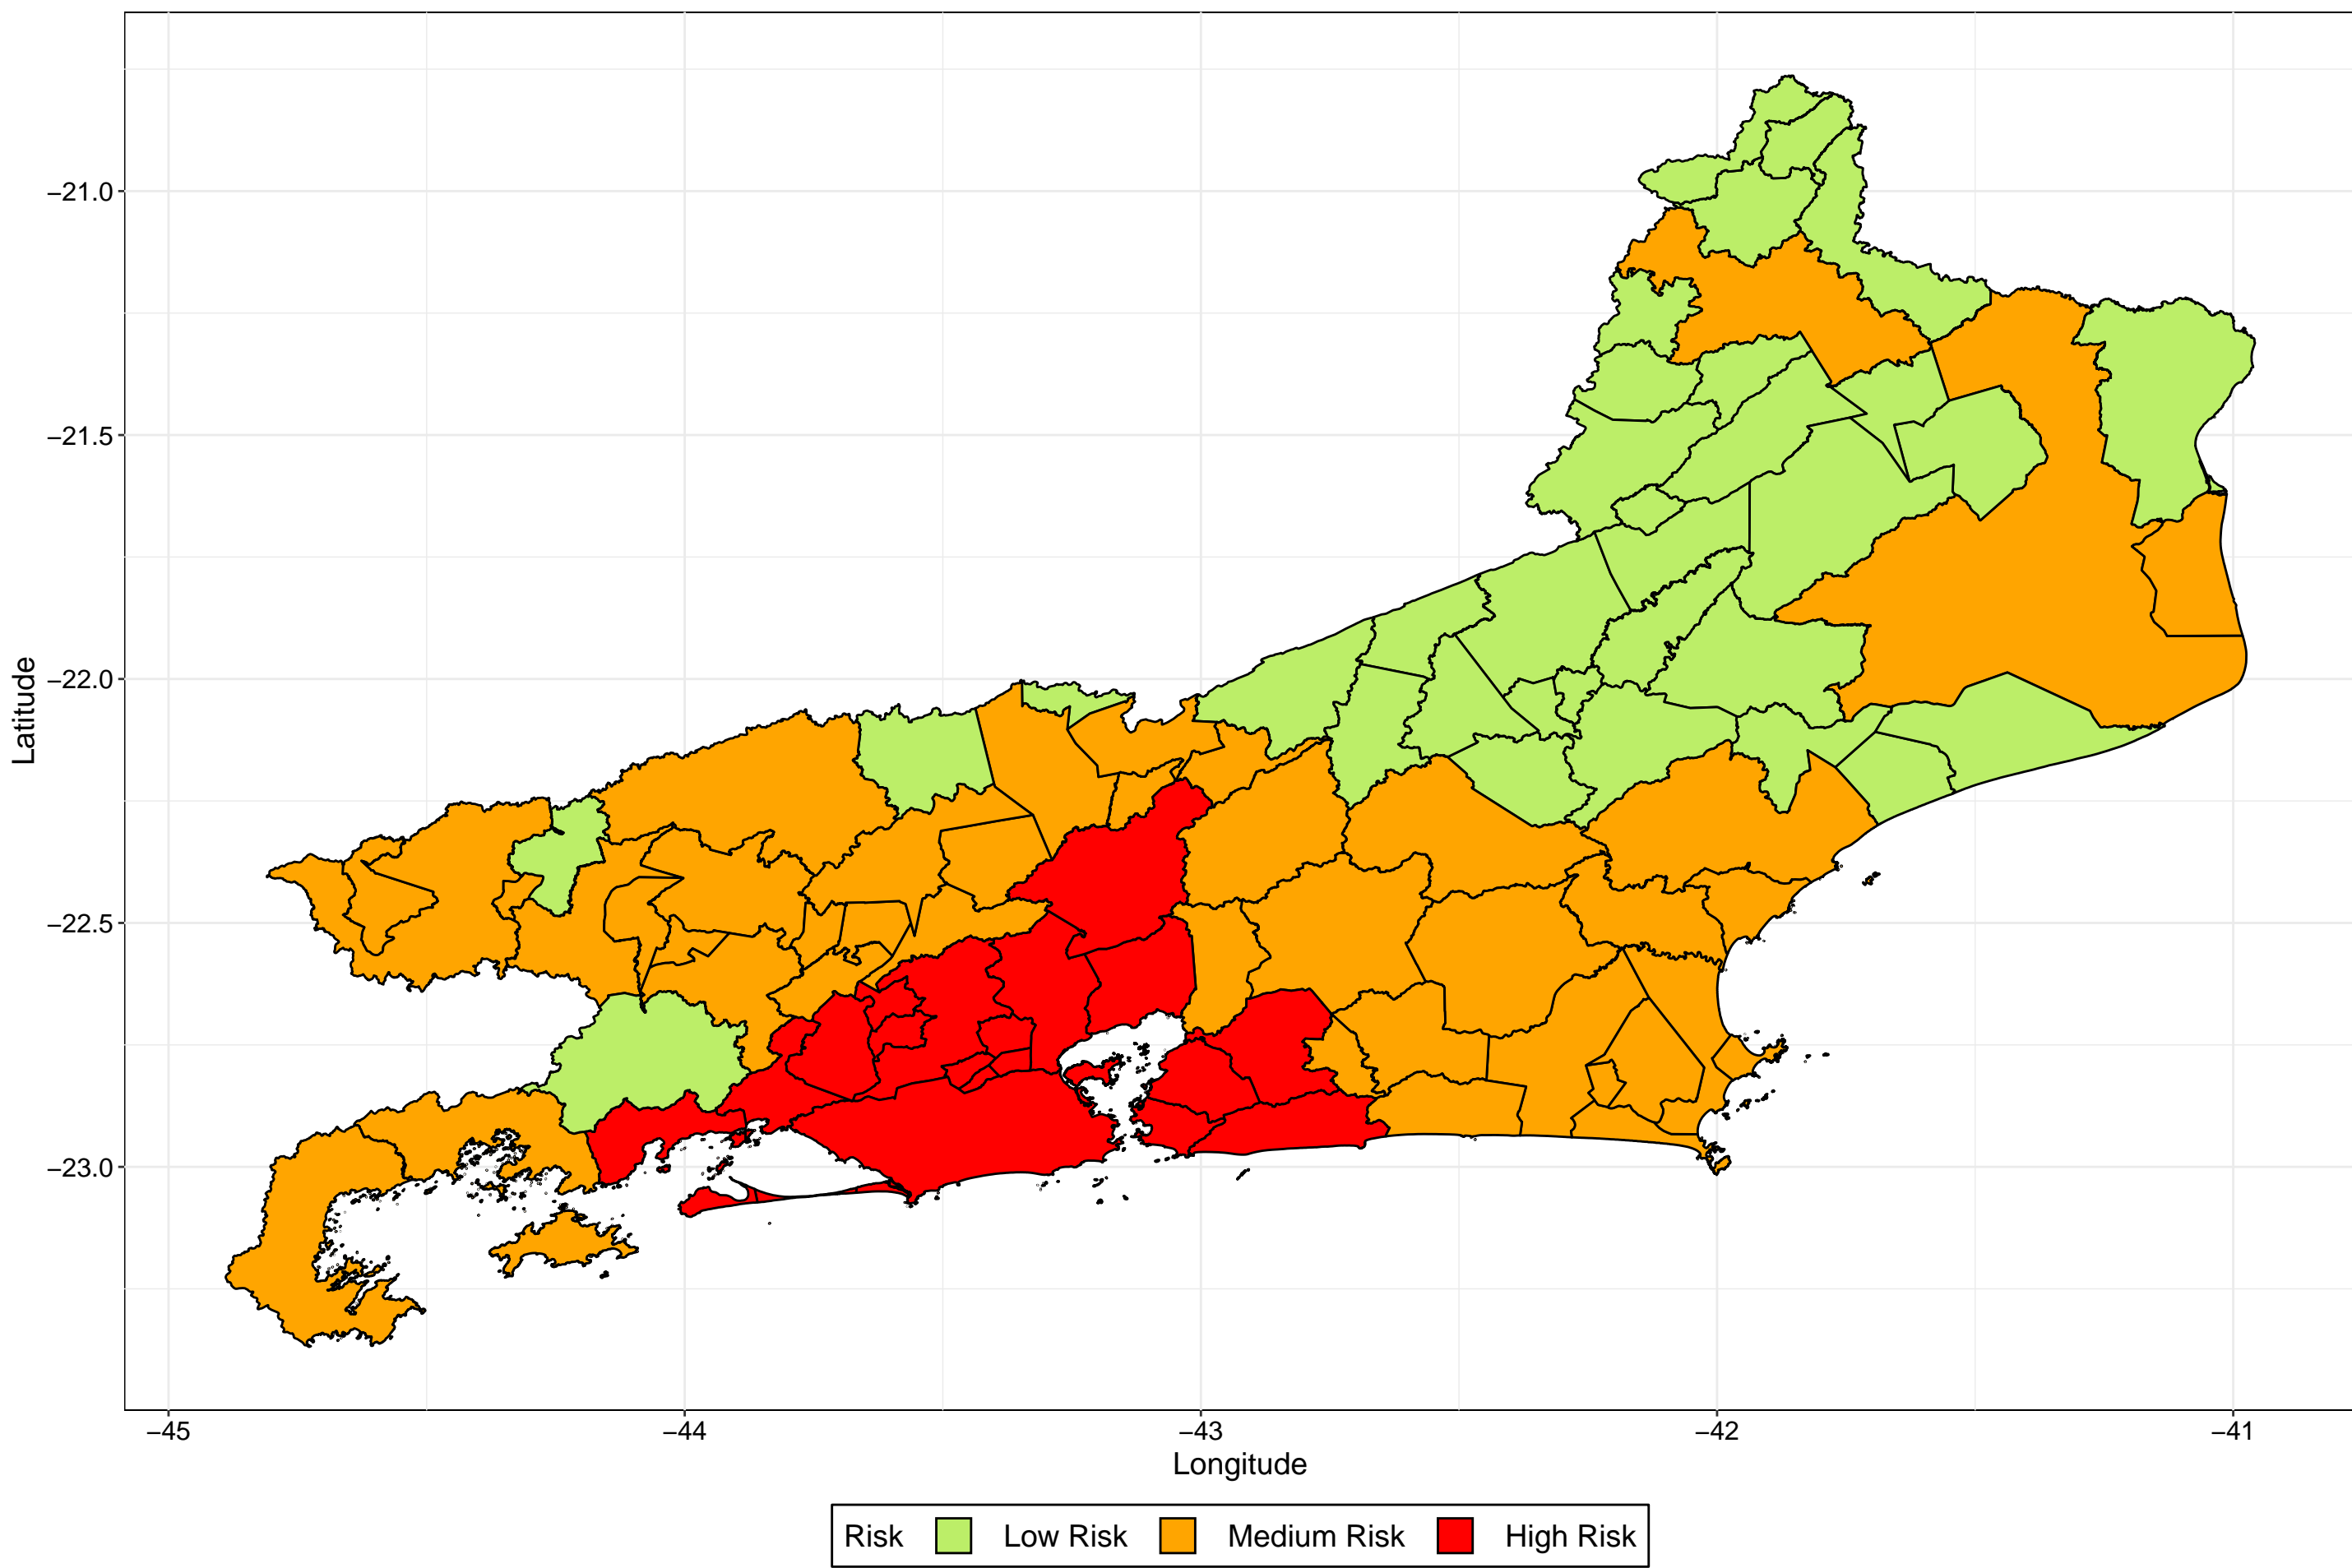 −21.0
−21.5
−22.0
−22.5
−23.0
Latitude
−45
−44
−43
−42
−41
Longitude
Risk
Low Risk
Medium Risk
High Risk